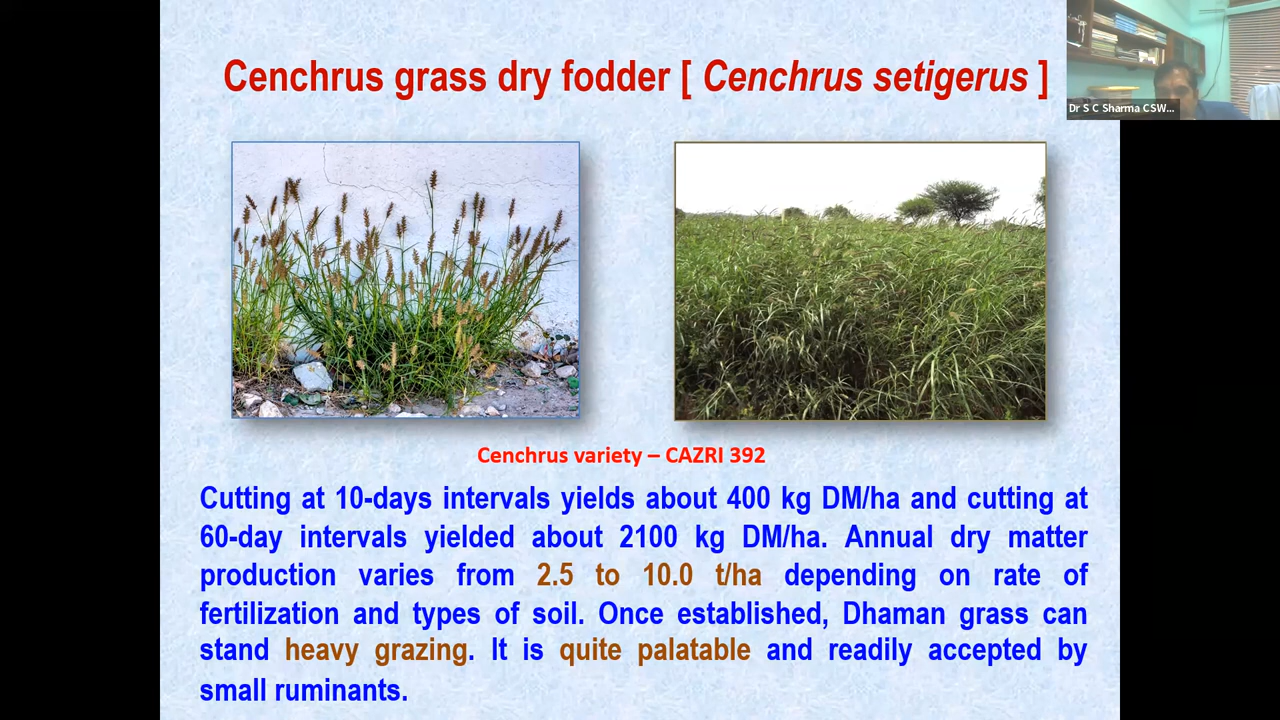 Cenchrus grass dry fodder [ Cenchrus setigerus ]
Dr S C Sharma CSW...
Cenchrus variety – CAZRI 392
Cutting at 10-days intervals yields about 400 kg DM/ha and cutting at
60-day intervals yielded about 2100 kg DM/ha. Annual dry matter
production varies from 2.5 to 10.0 t/ha depending on rate of
fertilization and types of soil. Once established, Dhaman grass can
stand heavy grazing. It is quite palatable and readily accepted by
small ruminants.